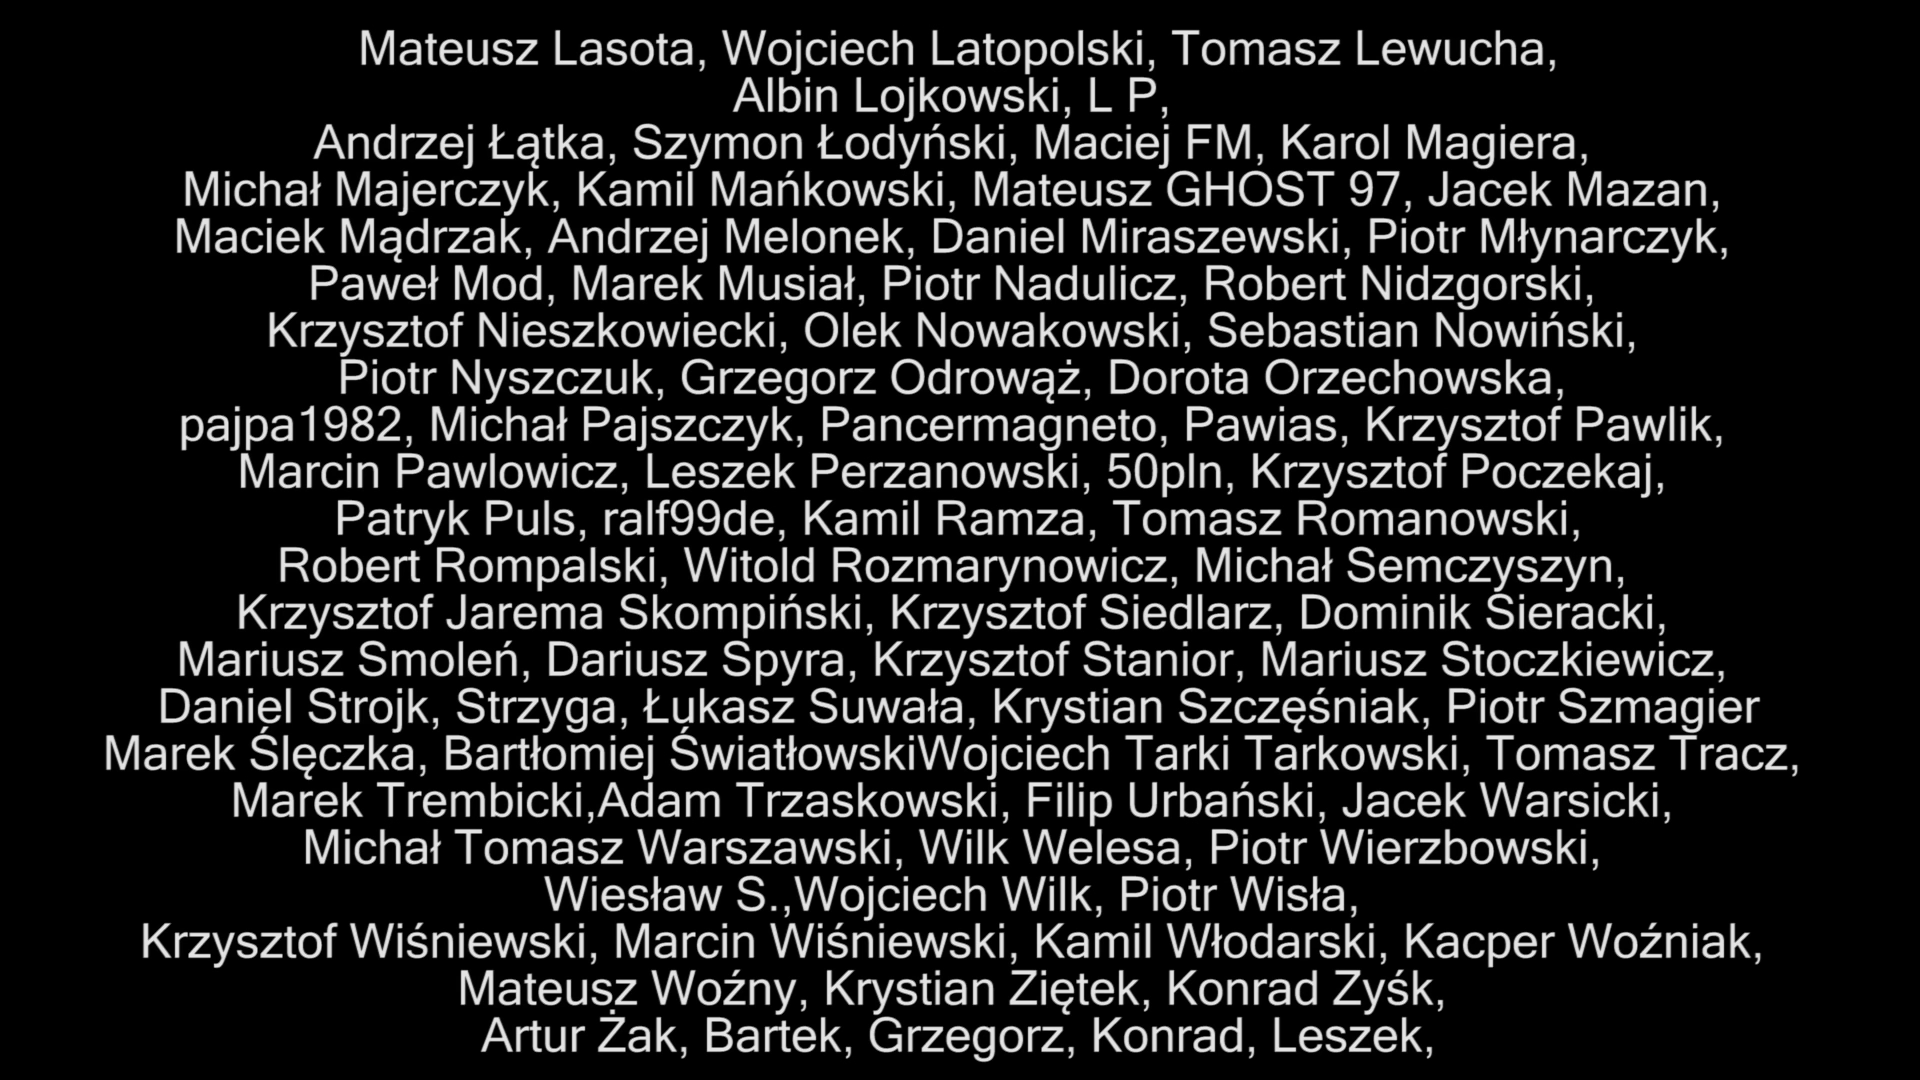 Mateusz Lasota, Wojciech Latopolski, Tomasz Lewucha,
Albin Lojkowski, L P,
Andrzej Łątka, Szymon Łodyński, Maciej FM, Karol Magiera,
Michał Majerczyk, Kamil Mańkowski, Mateusz GHOST 97, Jacek Mazan,
Maciek Mądrzak, Andrzej Melonek, Daniel Miraszewski, Piotr Młynarczyk,
Paweł Mod, Marek Musiał, Piotr Nadulicz, Robert Nidzgorski,
Krzysztof Nieszkowiecki, Olek Nowakowski, Sebastian Nowiński,
Piotr Nyszczuk, Grzegorz Odrowąż, Dorota Orzechowska,
pajpa1982, Michał Pajszczyk, Pancermagneto, Pawias, Krzysztof Pawlik,
Marcin Pawlowicz, Leszek Perzanowski, 50pln, Krzysztof Poczekaj,
Patryk Puls, ralf99de, Kamil Ramza, Tomasz Romanowski,
Robert Rompalski, Witold Rozmarynowicz, Michał Semczyszyn,
Krzysztof Jarema Skompiński, Krzysztof Siedlarz, Dominik Sieracki,
Mariusz Smoleń, Dariusz Spyra, Krzysztof Stanior, Mariusz Stoczkiewicz,
Daniel Strojk, Strzyga, Łukasz Suwała, Krystian Szczęśniak, Piotr Szmagier
Marek Ślęczka, Bartłomiej ŚwiatłowskiWojciech Tarki Tarkowski, Tomasz Tracz,
Marek Trembicki,Adam Trzaskowski, Filip Urbański, Jacek Warsicki,
Michał Tomasz Warszawski, Wilk Welesa, Piotr Wierzbowski,
Wiesław S.,Wojciech Wilk, Piotr Wisła,
Krzysztof Wiśniewski, Marcin Wiśniewski, Kamil Włodarski, Kacper Woźniak,
Mateusz Woźny, Krystian Ziętek, Konrad Zyśk,
Artur Żak, Bartek, Grzegorz, Konrad, Leszek,